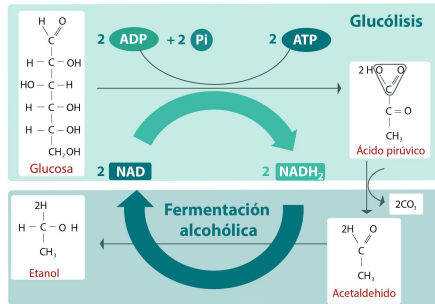 Glucólisis
2 ADP + 2 Pi 2 ATP
H O
C
H – C – OH
HO – C – H
H – C – OH
H – C – OH
CH₂OH
Glucosa
2 HO O
C
C = O
CH₃
Ácido pirúvico
2 NAD 2 NADH₂
2CO₃
Fermentación
alcohólica
2H
H – C – O H
CH₃
Etanol
2H O
C
CH₃
Acetaldehido